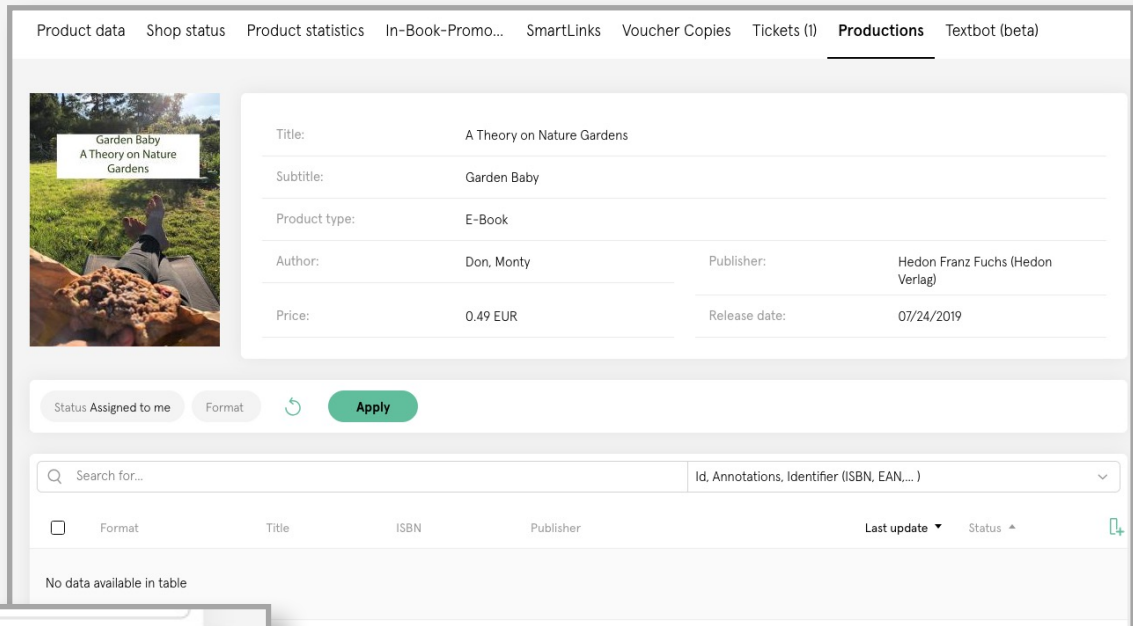 Product data Shop status Product statistics In-Book-Promo... SmartLinks Voucher Copies Tickets (1) Productions Textbot (beta)
Garden Baby
A Theory on Nature
Gardens
Title: A Theory on Nature Gardens
Subtitle: Garden Baby
Product type: E-Book
Author: Don, Monty Publisher: Hedon Franz Fuchs (Hedon
Verlag)
Price: 0.49 EUR Release date: 07/24/2019
Status Assigned to me Format Apply
Search for... Id, Annotations, Identifier (ISBN, EAN,... )
Format Title ISBN Publisher Last update Status
No data available in table